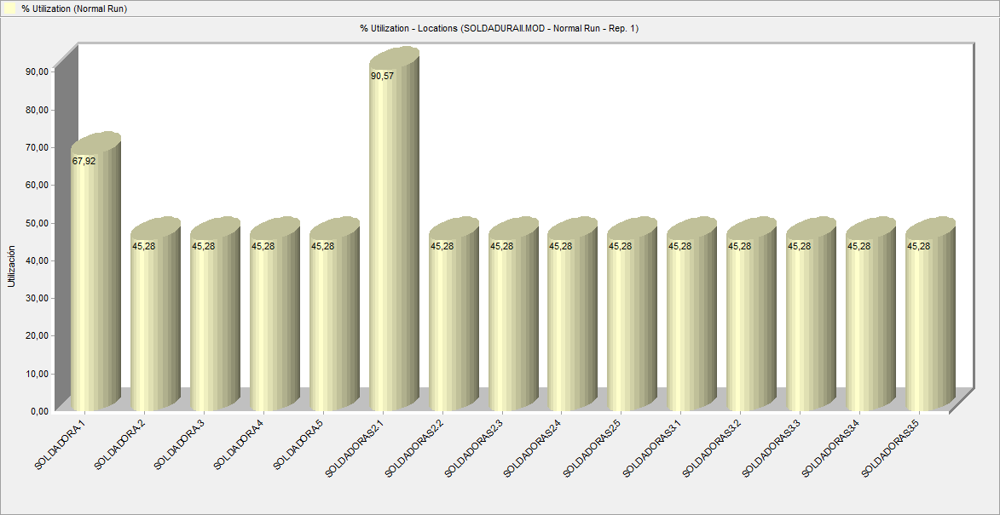 % Utilization (Normal Run)
% Utilization - Locations (SOLDADURAII.MOD - Normal Run - Rep. 1)
90,00
80,00
70,00
60,00
50,00
40,00
30,00
20,00
10,00
0,00
Utilización
67,92
45,28
45,28
45,28
45,28
90,57
45,28
45,28
45,28
45,28
45,28
45,28
45,28
45,28
45,28
SOLDADORA.1
SOLDADORA.2
SOLDADORA.3
SOLDADORA.4
SOLDADORA.5
SOLDADORAS2.1
SOLDADORAS2.2
SOLDADORAS2.3
SOLDADORAS2.4
SOLDADORAS2.5
SOLDADORAS3.1
SOLDADORAS3.2
SOLDADORAS3.3
SOLDADORAS3.4
SOLDADORAS3.5